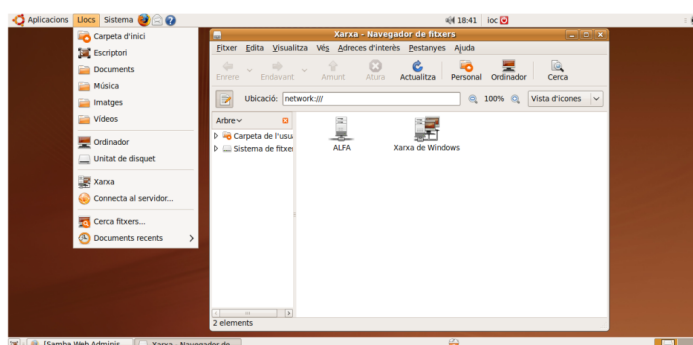 Aplicacions Llocs Sistema 18:41 ioc
Carpeta d'inici
Escriptori
Documents
Música
Imatges
Vídeos
Ordinador
Unitat de disquet
Xarxa
Connecta al servidor...
Cerca fitxers...
Documents recents
Xarxa - Navegador de fitxers
Fitxer Edita Visualitza Vés Adreces d'interès Pestanyes Ajuda
Enrere Endavant Amunt Atura Actualitza Personal Ordinador Cerca
Ubicació: network:/// 100% Vista d'icones
Arbre
Carpeta de l'usu
Sistema de fitxe
ALFA Xarxa de Windows
2 elements
[Samba Web Adminis... Xarxa - Navegador de